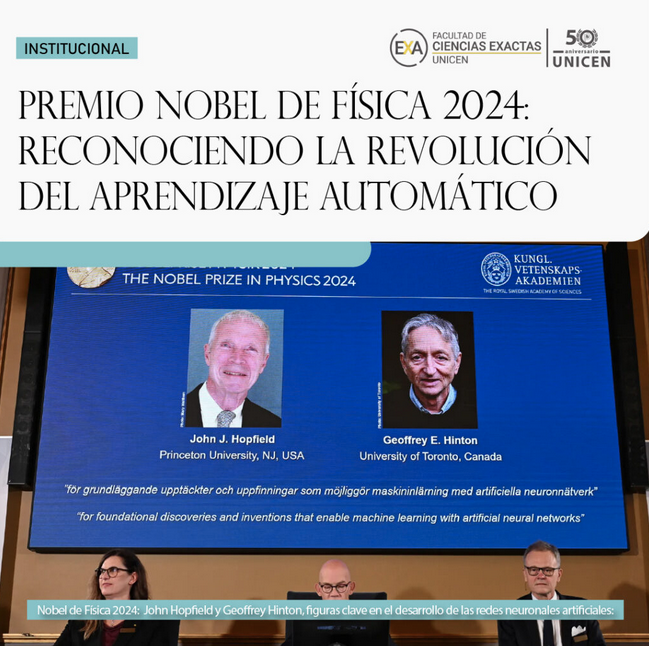 INSTITUCIONAL
EXA
FACULTAD DE
CIENCIAS EXACTAS
UNICEN
50
aniversario
UNICEN
PREMIO NOBEL DE FÍSICA 2024:
RECONOCIENDO LA REVOLUCIÓN
DEL APRENDIZAJE AUTOMÁTICO
THE NOBEL PRIZE IN PHYSICS 2024
KUNGL.
VETENSKAPS-
AKADEMIEN
THE ROYAL SWEDISH ACADEMY OF SCIENCES
John J. Hopfield
Princeton University, NJ, USA
Geoffrey E. Hinton
University of Toronto, Canada
"för grundläggande upptäckter och uppfinningar som möjliggör maskininlärning med artificiella neuronnätverk"
"for foundational discoveries and inventions that enable machine learning with artificial neural networks"
Nobel de Física 2024: John Hopfield y Geoffrey Hinton, figuras clave en el desarrollo de las redes neuronales artificiales: